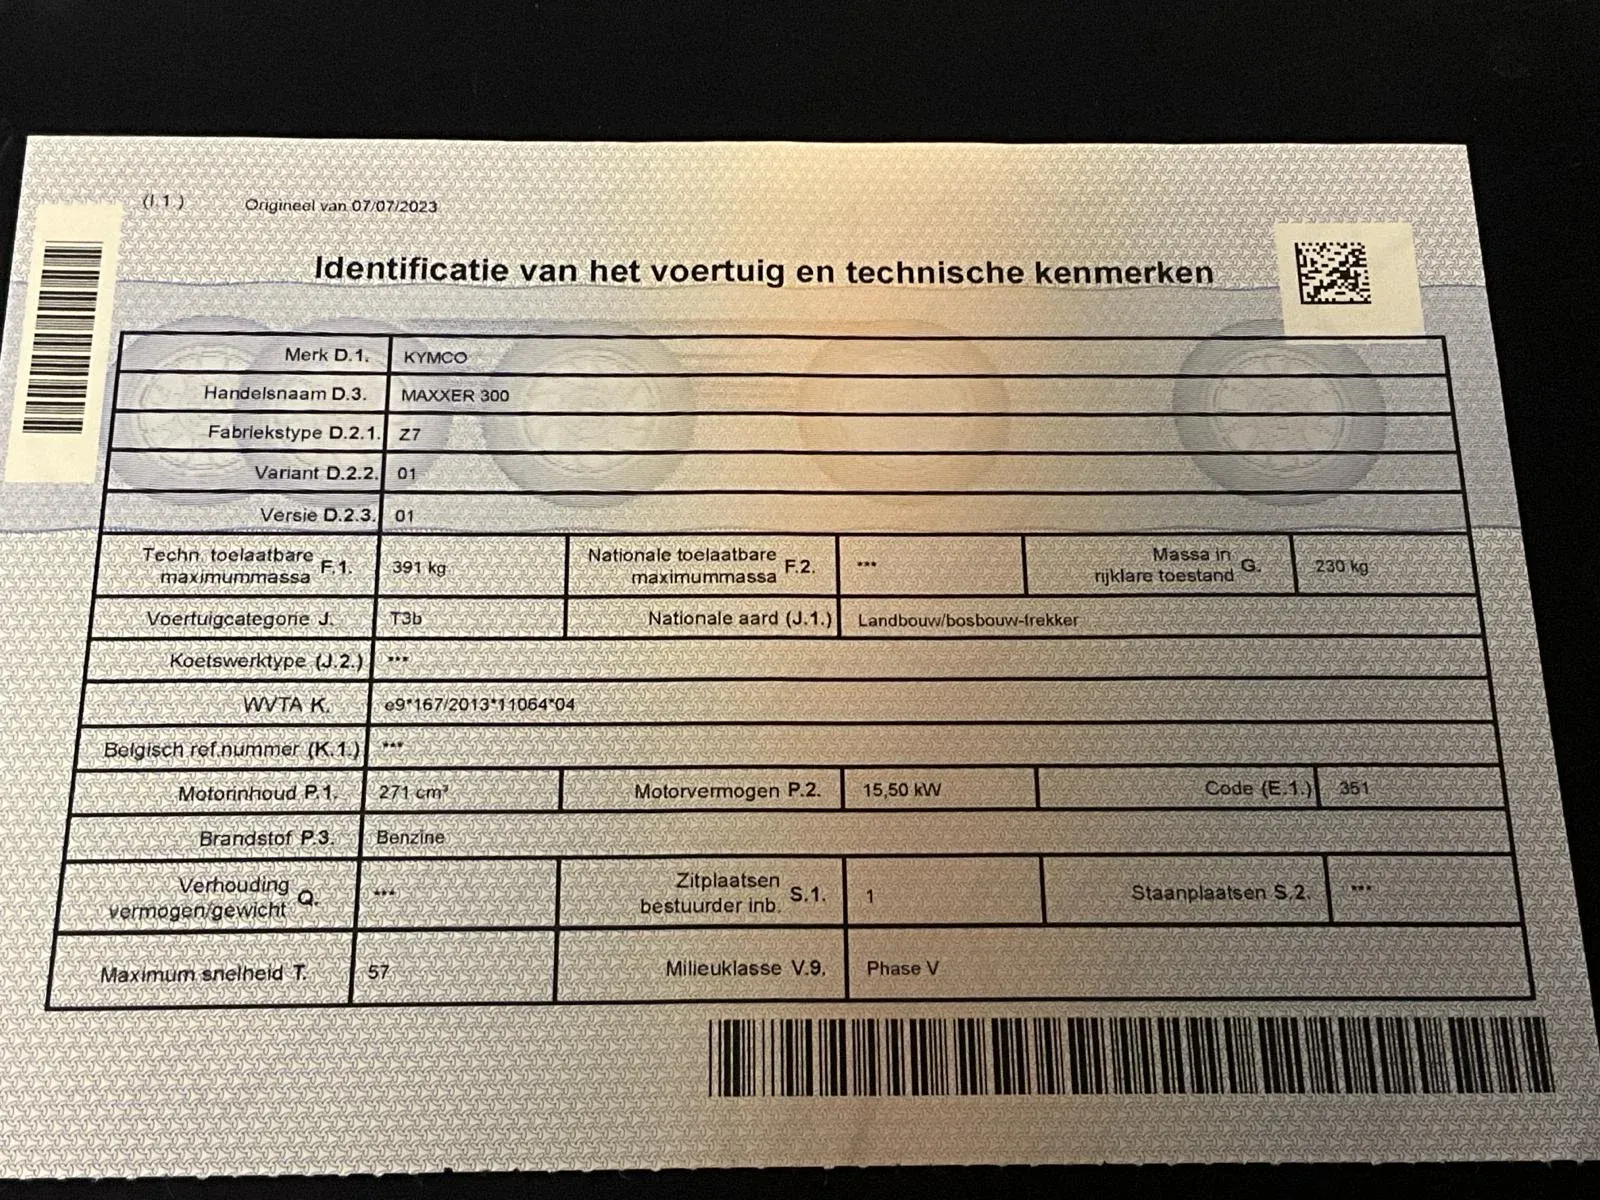 (I.1.) Origineel van 07/07/2023
Identificatie van het voertuig en technische kenmerken
Merk D.1. KYMCO
Handelsnaam D.3. MAXXER 300
Fabriekstype D.2.1. Z7
Variant D.2.2. 01
Versie D.2.3. 01
Techn. toelaatbare maximummassa F.1. 391 kg Nationale toelaatbare maximummassa F.2. *** Massa in rijklare toestand G. 230 kg
Voertuigcategorie J. T3b Nationale aard (J.1.) Landbouw/bosbouw-trekker
Koetswerktype (J.2.) ***
WVTA K. e9*167/2013*11064*04
Belgisch ref.nummer (K.1.) ***
Motorinhoud P.1. 271 cm³ Motorvermogen P.2. 15,50 kW Code (E.1.) 351
Brandstof P.3. Benzine
Verhouding vermogen/gewicht Q. *** Zitplaatsen bestuurder inb. S.1. 1 Staanplaatsen S.2. ***
Maximum snelheid T. 57 Milieuklasse V.9. Phase V